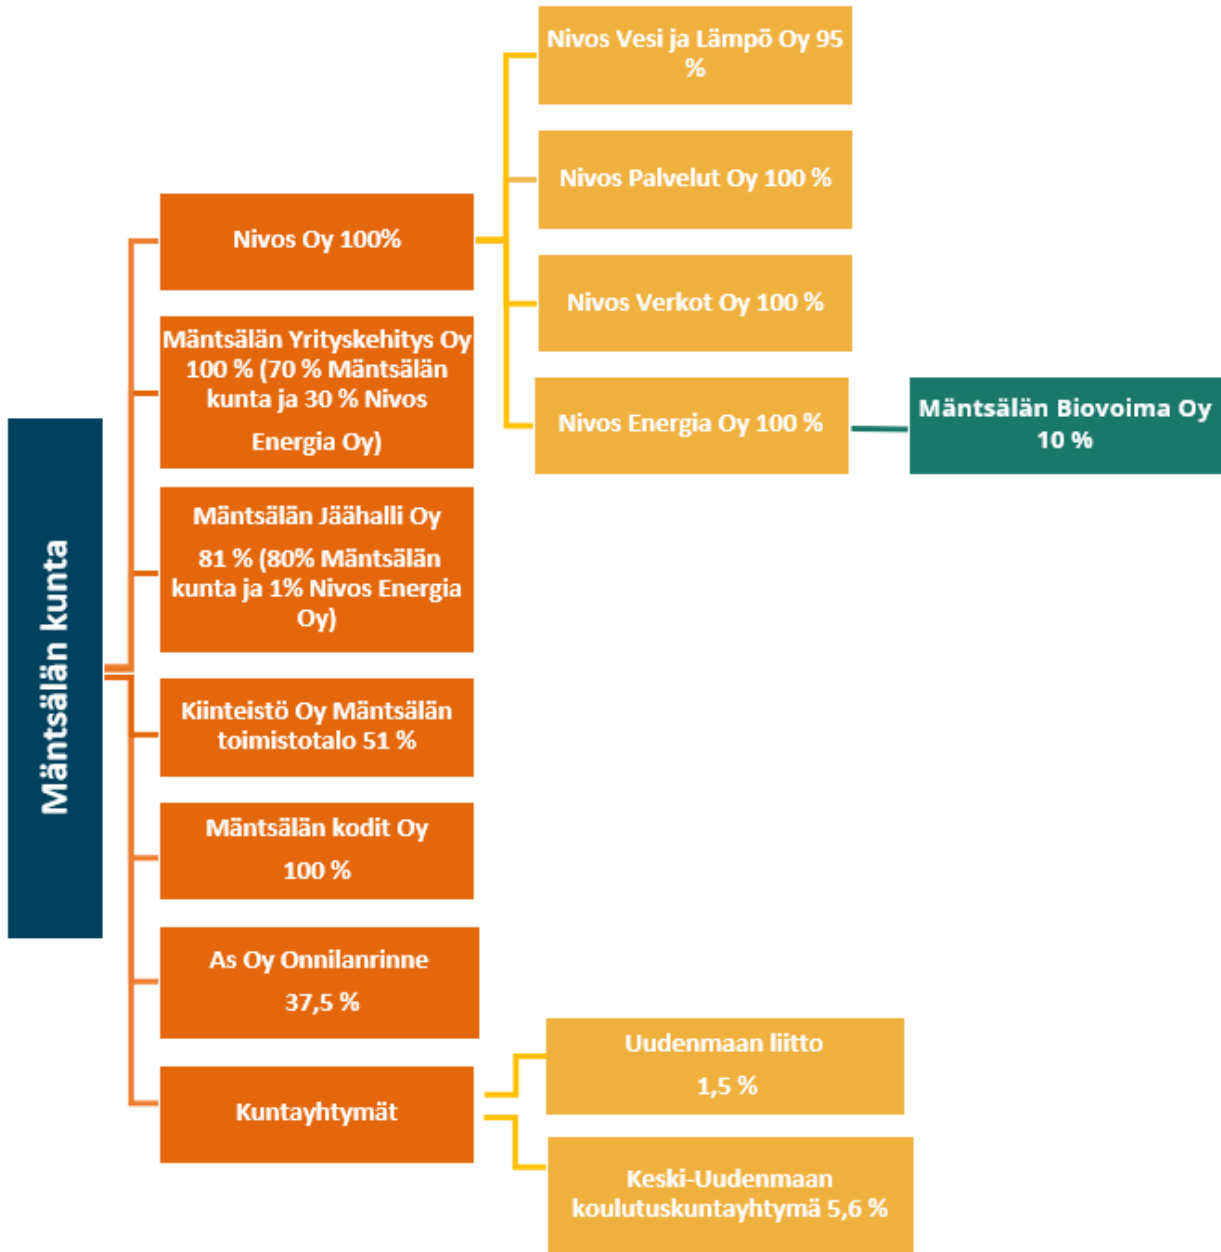 Mäntsälän kunta
Nivos Oy 100%
Mäntsälän Yrityskehitys Oy
100 % (70 % Mäntsälän
kunta ja 30 % Nivos
Energia Oy)
Mäntsälän Jäähalli Oy
81 % (80% Mäntsälän
kunta ja 1% Nivos Energia
Oy)
Kiinteistö Oy Mäntsälän
toimistotalo 51 %
Mäntsälän kodit Oy
100 %
As Oy Onnilanrinne
37,5 %
Kuntayhtymät
Nivos Vesi ja Lämpö Oy 95
%
Nivos Palvelut Oy 100 %
Nivos Verkot Oy 100 %
Nivos Energia Oy 100 %
Mäntsälän Biovoima Oy
10 %
Uudenmaan liitto
1,5 %
Keski-Uudenmaan
koulutuskuntayhtymä 5,6 %